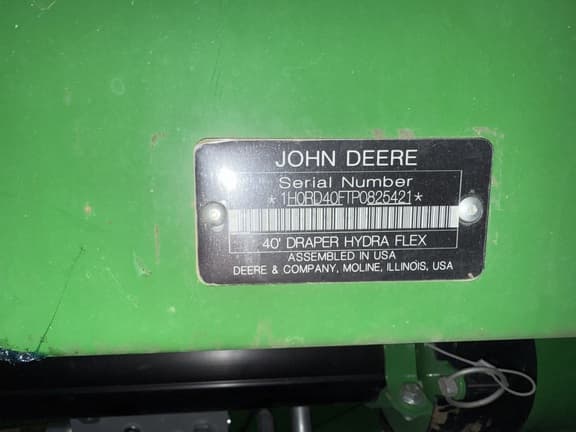 JOHN DEERE
Serial Number
*1H0RD40FTP0825421*
40' DRAPER HYDRA FLEX
ASSEMBLED IN USA
DEERE & COMPANY, MOLINE, ILLINOIS, USA